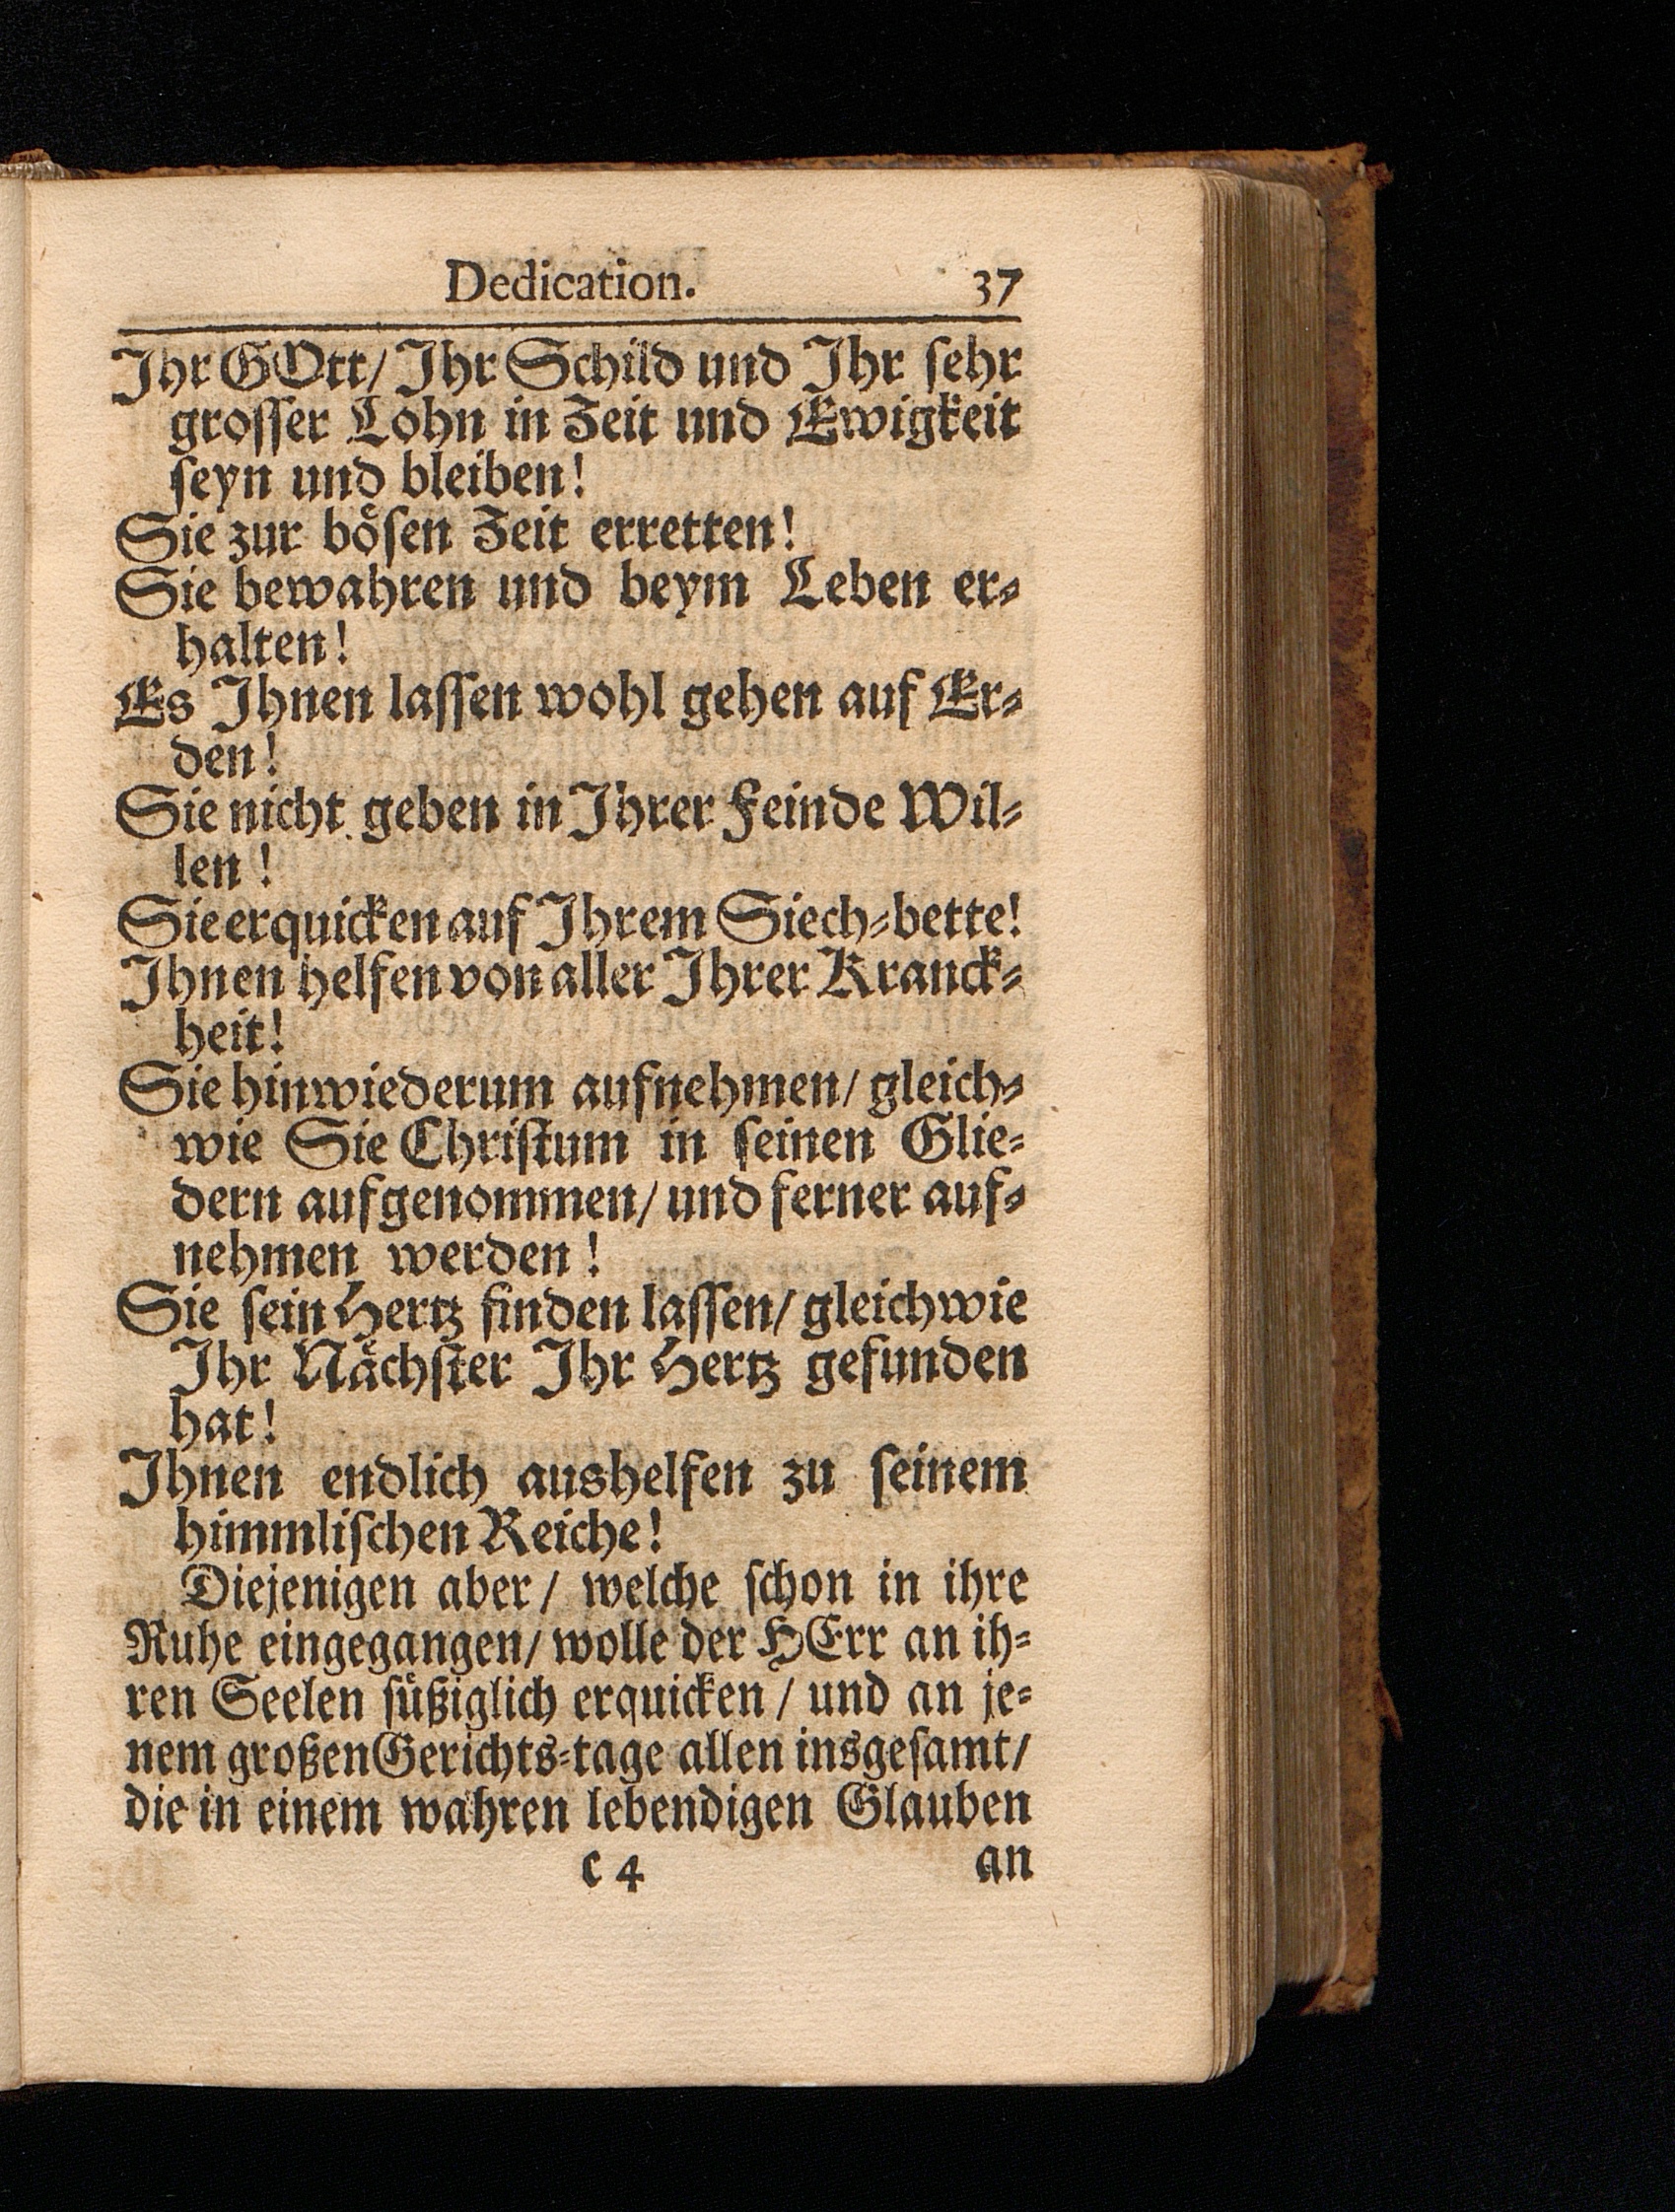 Dedication. 37
Ihr GOtt/ Ihr Schild und Ihr ſehr
groſſer Lohn in Zeit und Ewigkeit
ſeyn und bleiben!
Sie zur boͤſen Zeit erretten!
Sie bewahren und beym Leben er⸗
halten!
Es Ihnen laſſen wohl gehen auf Er⸗
den!
Sie nicht geben in Ihrer Feinde Wil⸗
len!
Sie erquicken auf Ihrem Siech⸗bette!
Ihnen helfen von aller Ihrer Kranck⸗
heit!
Sie hinwiederum aufnehmen/ gleich⸗
wie Sie Chriſtum in ſeinen Glie⸗
dern aufgenommen/ und ferner auf⸗
nehmen werden!
Sie ſein Hertz finden laſſen/ gleichwie
Ihr Naͤchſter Ihr Hertz gefunden
hat!
Ihnen endlich aushelfen zu ſeinem
himmliſchen Reiche!
Diejenigen aber/ welche ſchon in ihre
Ruhe eingegangen/ wolle der HErr an ih⸗
ren Seelen ſuͤßiglich erquicken/ und an je⸗
nem großen Gerichts⸗tage allen insgeſamt/
die in einem wahren lebendigen Glauben
c 4 an